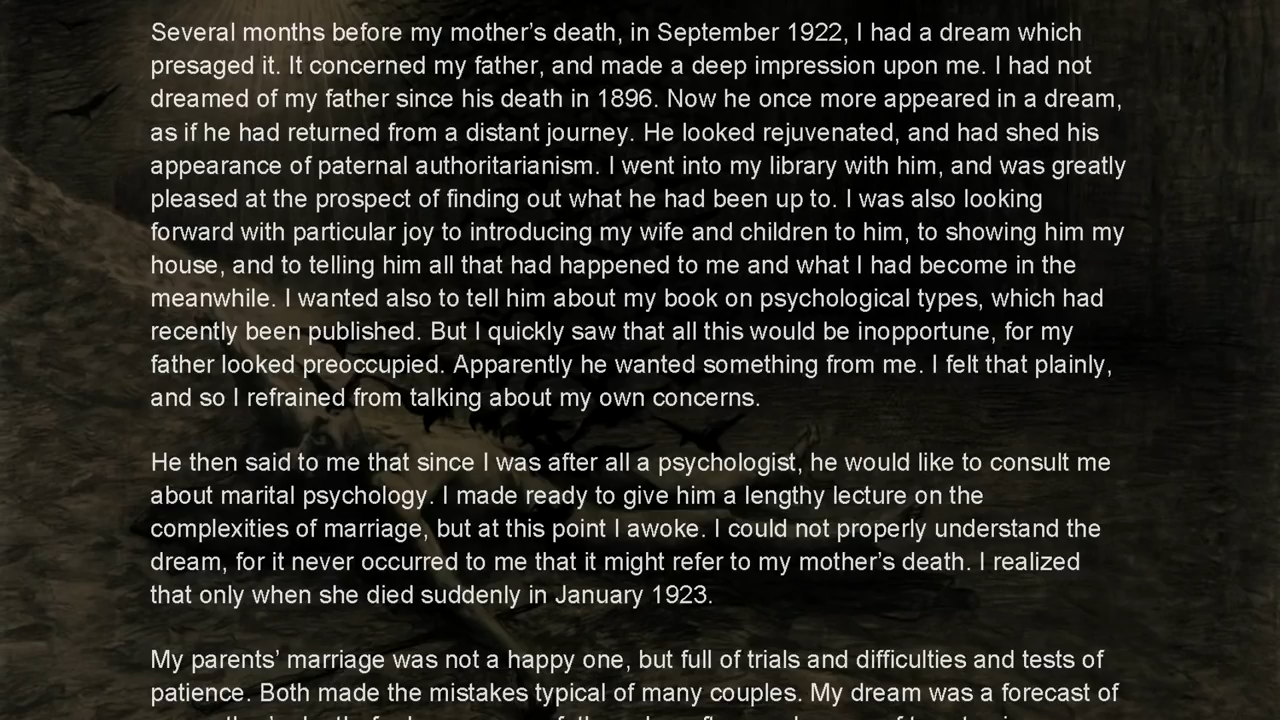 Several months before my mother’s death, in September 1922, I had a dream which
presaged it. It concerned my father, and made a deep impression upon me. I had not
dreamed of my father since his death in 1896. Now he once more appeared in a dream,
as if he had returned from a distant journey. He looked rejuvenated, and had shed his
appearance of paternal authoritarianism. I went into my library with him, and was greatly
pleased at the prospect of finding out what he had been up to. I was also looking
forward with particular joy to introducing my wife and children to him, to showing him my
house, and to telling him all that had happened to me and what I had become in the
meanwhile. I wanted also to tell him about my book on psychological types, which had
recently been published. But I quickly saw that all this would be inopportune, for my
father looked preoccupied. Apparently he wanted something from me. I felt that plainly,
and so I refrained from talking about my own concerns.
He then said to me that since I was after all a psychologist, he would like to consult me
about marital psychology. I made ready to give him a lengthy lecture on the
complexities of marriage, but at this point I awoke. I could not properly understand the
dream, for it never occurred to me that it might refer to my mother’s death. I realized
that only when she died suddenly in January 1923.
My parents’ marriage was not a happy one, but full of trials and difficulties and tests of
patience. Both made the mistakes typical of many couples. My dream was a forecast of